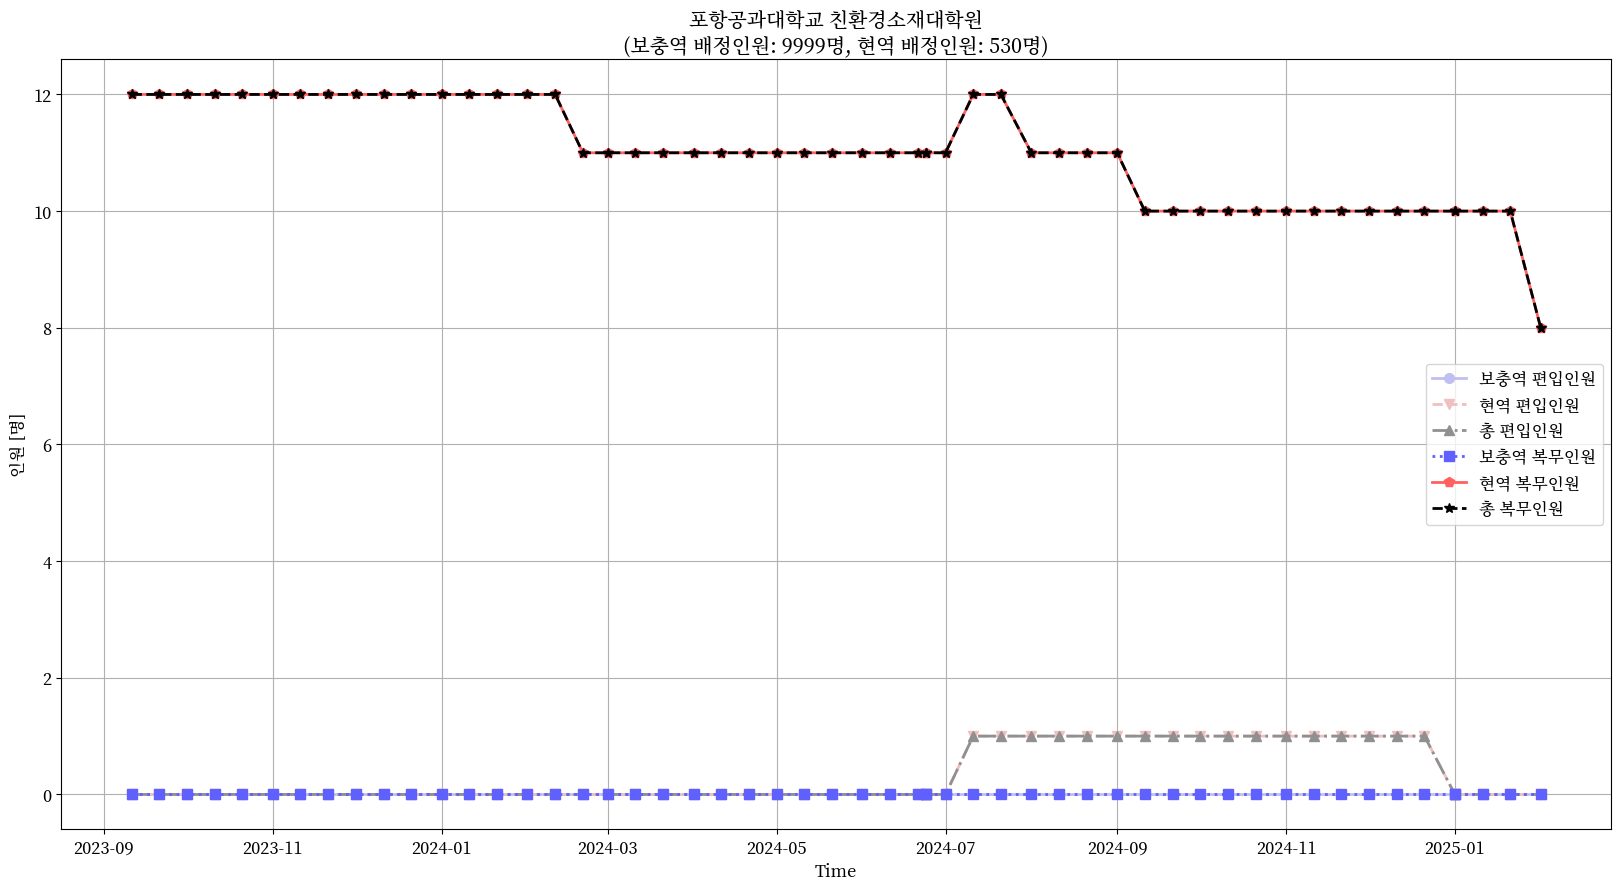 포항공과대학교 친환경소재대학원
(보충역 배정인원: 9999명, 현역 배정인원: 530명)
인원 [명]
12
10
8
6
4
2
0
보충역 편입인원
현역 편입인원
총 편입인원
보충역 복무인원
현역 복무인원
총 복무인원
2023-09
2023-11
2024-01
2024-03
2024-05
2024-07
2024-09
2024-11
2025-01
Time